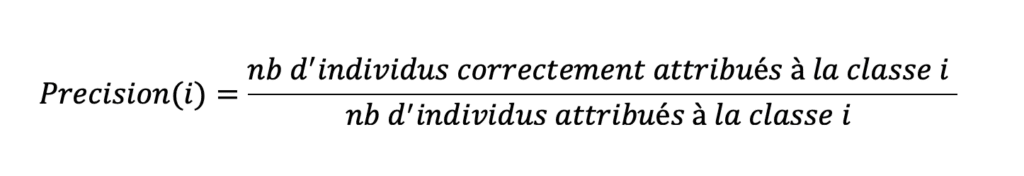 nb d'individus correctement attribués à la classe i
Precision(i) =
nb d'individus attribués à la classe i